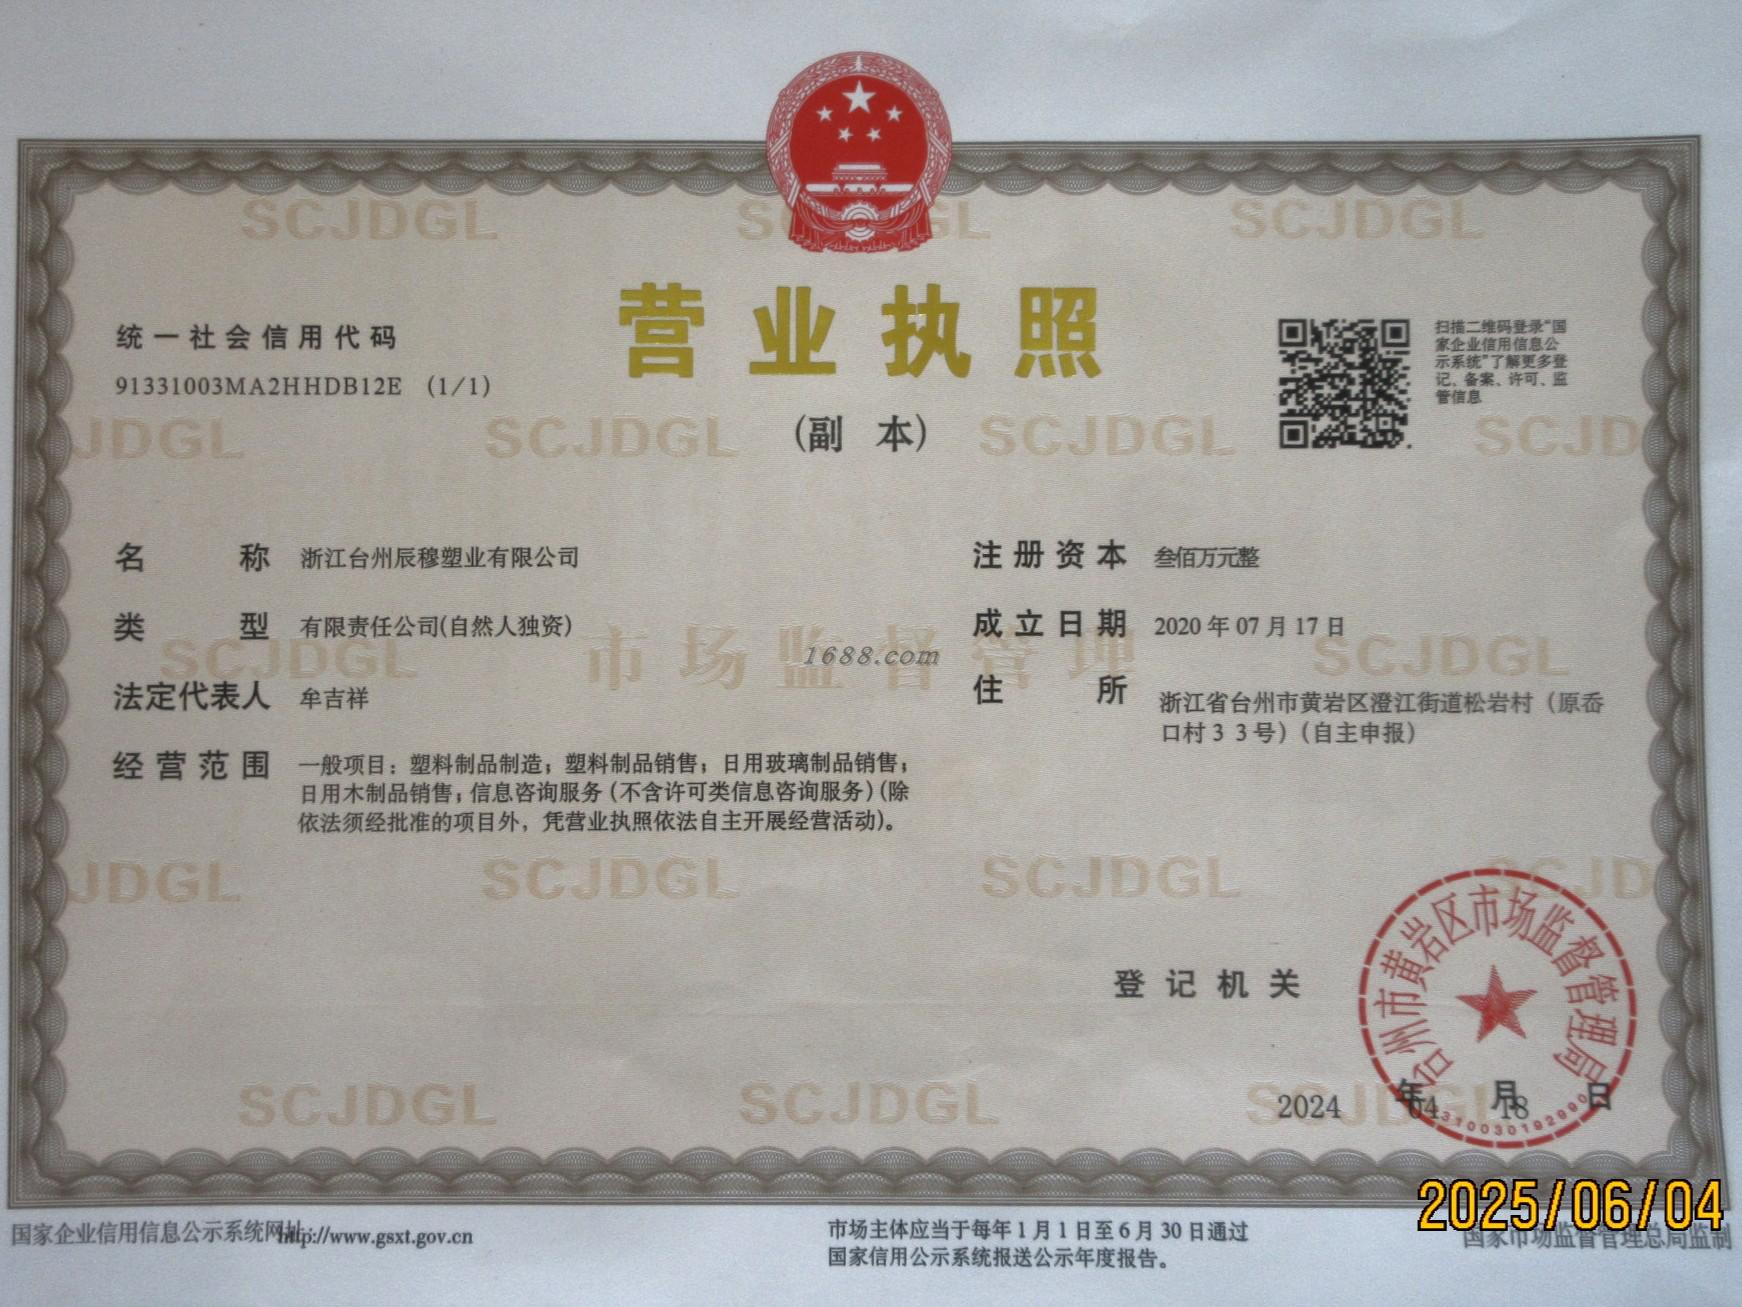 营业执照
(副 本)
统一社会信用代码
91331003MA2HHDB12E (1/1)
扫描二维码登录“国
家企业信用信息公
示系统”了解更多登
记、备案、许可、监
管信息
名称 浙江台州辰穆塑业有限公司
类型 有限责任公司(自然人独资)
法定代表人 牟吉祥
经营范围 一般项目：塑料制品制造；塑料制品销售；日用玻璃制品销售；
日用木制品销售；信息咨询服务（不含许可类信息咨询服务）(除
依法须经批准的项目外，凭营业执照依法自主开展经营活动)。
注册资本 叁佰万元整
成立日期 2020年07月17日
住所 浙江省台州市黄岩区澄江街道松岩村（原岙
口村33号）（自主申报）
登记机关
台州市黄岩区市场监督管理局
2024年04月18日
SCJDGL
市场监督管理
1688.com
国家企业信用信息公示系统网址：http://www.gsxt.gov.cn
市场主体应当于每年1月1日至6月30日通过
国家信用公示系统报送公示年度报告。
国家市场监督管理总局监制
2025/06/04